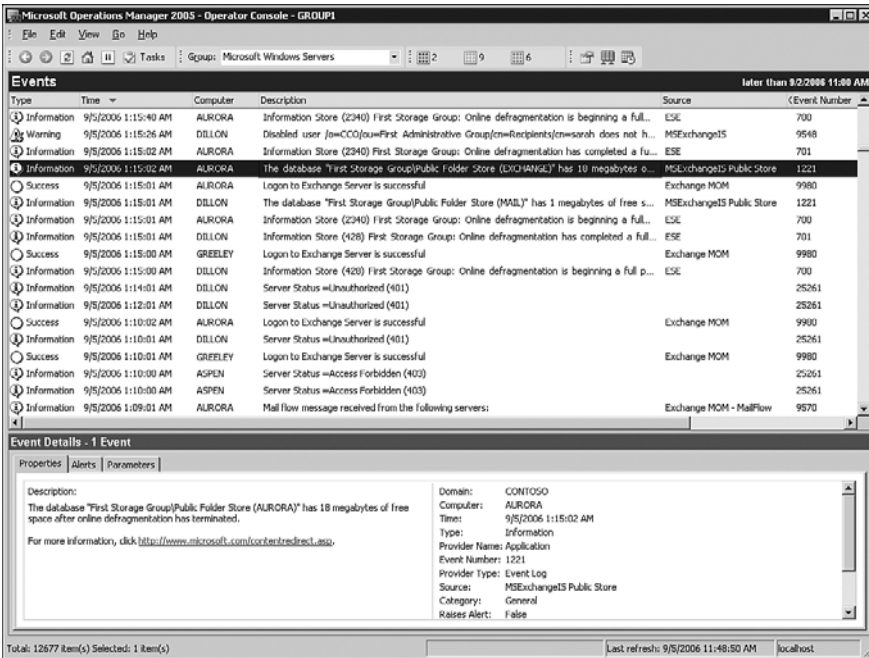 Microsoft Operations Manager 2005 - Operator Console - GROUP1
File Edit View Go Help
Tasks Group: Microsoft Windows Servers 2 9 6
Events later than 9/2/2006 11:00 AM
Type Time Computer Description Source Event Number
Information 9/5/2006 1:15:40 AM AURORA Information Store (2340) First Storage Group: Online defragmentation is beginning a full... ESE 700
Warning 9/5/2006 1:15:26 AM DILLON Disabled user /o=CCO/ou=First Administrative Group/cn=Recipients/cn=sarah does not h... MSExchangeIS 9548
Information 9/5/2006 1:15:02 AM AURORA Information Store (2340) First Storage Group: Online defragmentation has completed a fu... ESE 701
Information 9/5/2006 1:15:02 AM AURORA The database "First Storage Group\Public Folder Store (EXCHANGE)" has 18 megabytes o... MSExchangeIS Public Store 1221
Success 9/5/2006 1:15:01 AM AURORA Logon to Exchange Server is successful Exchange MOM 9980
Information 9/5/2006 1:15:01 AM DILLON The database "First Storage Group\Public Folder Store (MAIL)" has 1 megabytes of free s... MSExchangeIS Public Store 1221
Information 9/5/2006 1:15:01 AM AURORA Information Store (2340) First Storage Group: Online defragmentation is beginning a full... ESE 700
Information 9/5/2006 1:15:01 AM DILLON Information Store (428) First Storage Group: Online defragmentation has completed a full... ESE 701
Success 9/5/2006 1:15:00 AM GREELEY Logon to Exchange Server is successful Exchange MOM 9980
Information 9/5/2006 1:15:00 AM DILLON Information Store (428) First Storage Group: Online defragmentation is beginning a full p... ESE 700
Information 9/5/2006 1:14:01 AM DILLON Server Status =Unauthorized (401) 25261
Information 9/5/2006 1:12:01 AM DILLON Server Status =Unauthorized (401) 25261
Success 9/5/2006 1:10:02 AM AURORA Logon to Exchange Server is successful Exchange MOM 9980
Information 9/5/2006 1:10:01 AM DILLON Server Status =Unauthorized (401) 25261
Success 9/5/2006 1:10:01 AM GREELEY Logon to Exchange Server is successful Exchange MOM 9980
Information 9/5/2006 1:10:00 AM ASPEN Server Status =Access Forbidden (403) 25261
Information 9/5/2006 1:10:00 AM ASPEN Server Status =Access Forbidden (403) 25261
Information 9/5/2006 1:09:01 AM AURORA Mail flow message received from the following servers: Exchange MOM - MailFlow 9570
Event Details - 1 Event
Properties Alerts Parameters
Description:
The database "First Storage Group\Public Folder Store (AURORA)" has 18 megabytes of free
space after online defragmentation has terminated.
For more information, click http://www.microsoft.com/contentredirect.asp.
Domain: CONTOSO
Computer: AURORA
Time: 9/5/2006 1:15:02 AM
Type: Information
Provider Name: Application
Event Number: 1221
Provider Type: Event Log
Source: MSExchangeIS Public Store
Category: General
Raises Alert: False
Total: 12677 item(s) Selected: 1 item(s) Last refresh: 9/5/2006 11:48:50 AM localhost